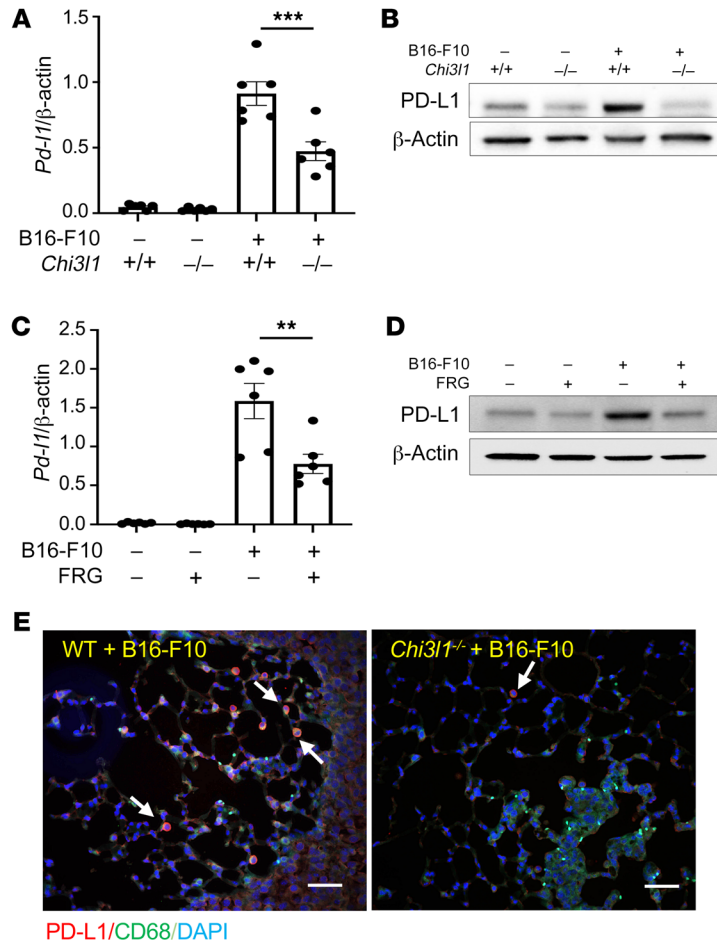 A
***
Pd-l1/β-actin
1.5
1.0
0.5
0.0
B16-F10 – – + +
Chi3l1 +/+ –/– +/+ –/–
B
B16-F10 – – + +
Chi3l1 +/+ –/– +/+ –/–
PD-L1
β-Actin
C
**
Pd-l1/β-actin
2.5
2.0
1.5
1.0
0.5
0.0
B16-F10 – – + +
FRG – + – +
D
B16-F10 – – + +
FRG – + – +
PD-L1
β-Actin
E
WT + B16-F10
Chi3l1-/- + B16-F10
PD-L1/CD68/DAPI